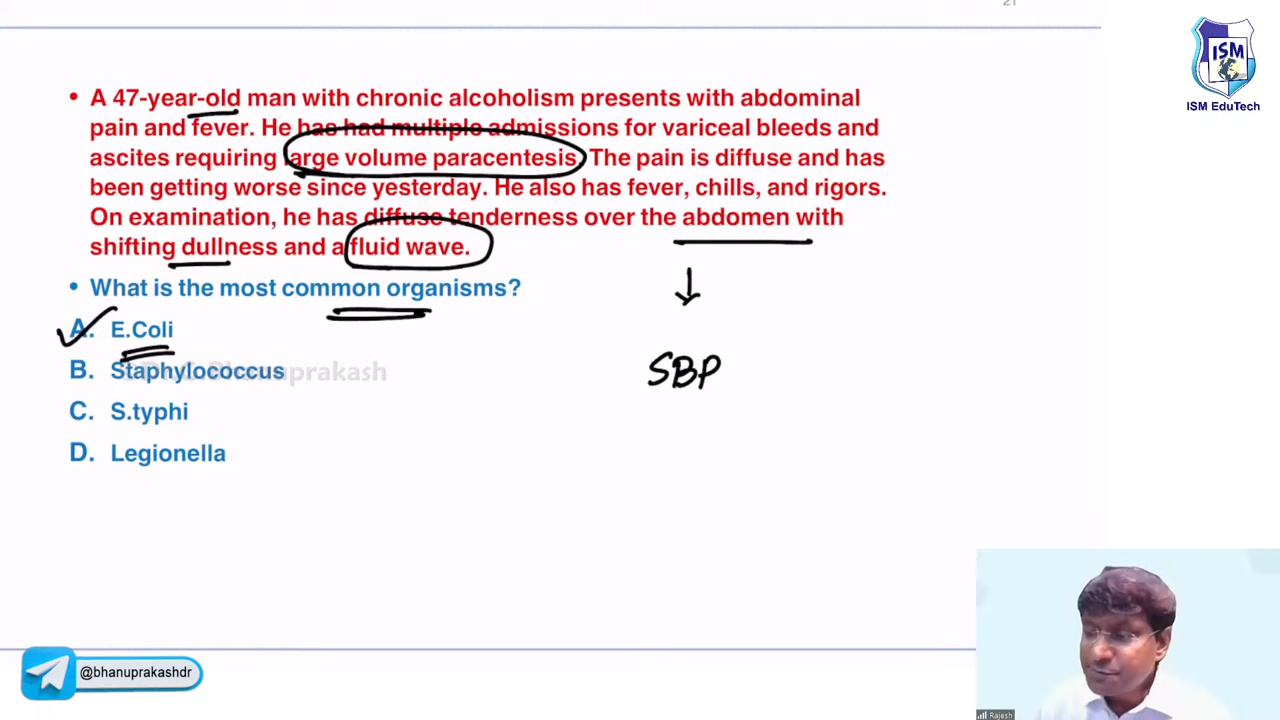 21
ISM
ISM EduTech
• A 47-year-old man with chronic alcoholism presents with abdominal
pain and fever. He has had multiple admissions for variceal bleeds and
ascites requiring large volume paracentesis. The pain is diffuse and has
been getting worse since yesterday. He also has fever, chills, and rigors.
On examination, he has diffuse tenderness over the abdomen with
shifting dullness and a fluid wave.
• What is the most common organisms?
A. E.Coli
B. Staphylococcus
C. S.typhi
D. Legionella
SBP
@bhanuprakashdr
Rajesh